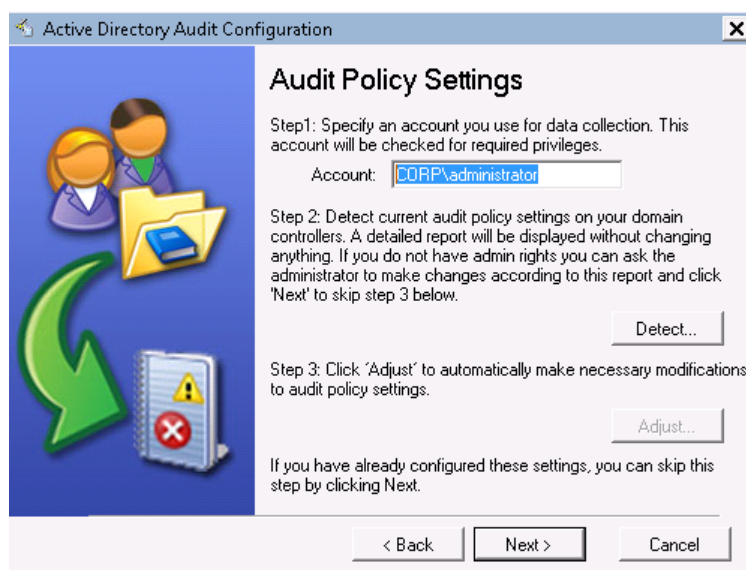 Active Directory Audit Configuration
Audit Policy Settings
Step1: Specify an account you use for data collection. This
account will be checked for required privileges.
Account: CORP\administrator
Step 2: Detect current audit policy settings on your domain
controllers. A detailed report will be displayed without changing
anything. If you do not have admin rights you can ask the
administrator to make changes according to this report and click
'Next' to skip step 3 below.
Detect...
Step 3: Click ´Adjust´ to automatically make necessary modifications
to audit policy settings.
Adjust...
If you have already configured these settings, you can skip this
step by clicking Next.
< Back Next > Cancel